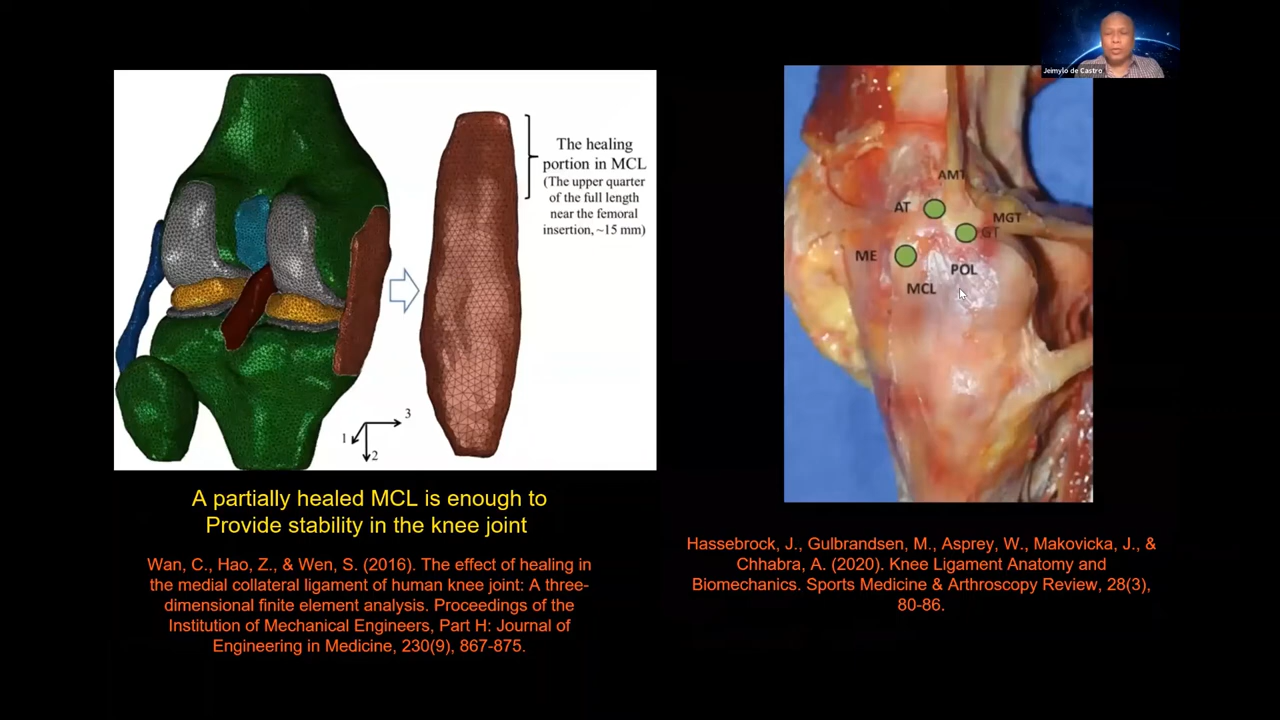 Jeimylo de Castro
The healing
portion in MCL
(The upper quarter
of the full length
near the femoral
insertion, ~15 mm)
1
2
3
AMT
AT
MGT
GT
ME
POL
MCL
A partially healed MCL is enough to
Provide stability in the knee joint
Wan, C., Hao, Z., & Wen, S. (2016). The effect of healing in
the medial collateral ligament of human knee joint: A three-
dimensional finite element analysis. Proceedings of the
Institution of Mechanical Engineers, Part H: Journal of
Engineering in Medicine, 230(9), 867-875.
Hassebrock, J., Gulbrandsen, M., Asprey, W., Makovicka, J., &
Chhabra, A. (2020). Knee Ligament Anatomy and
Biomechanics. Sports Medicine & Arthroscopy Review, 28(3),
80-86.